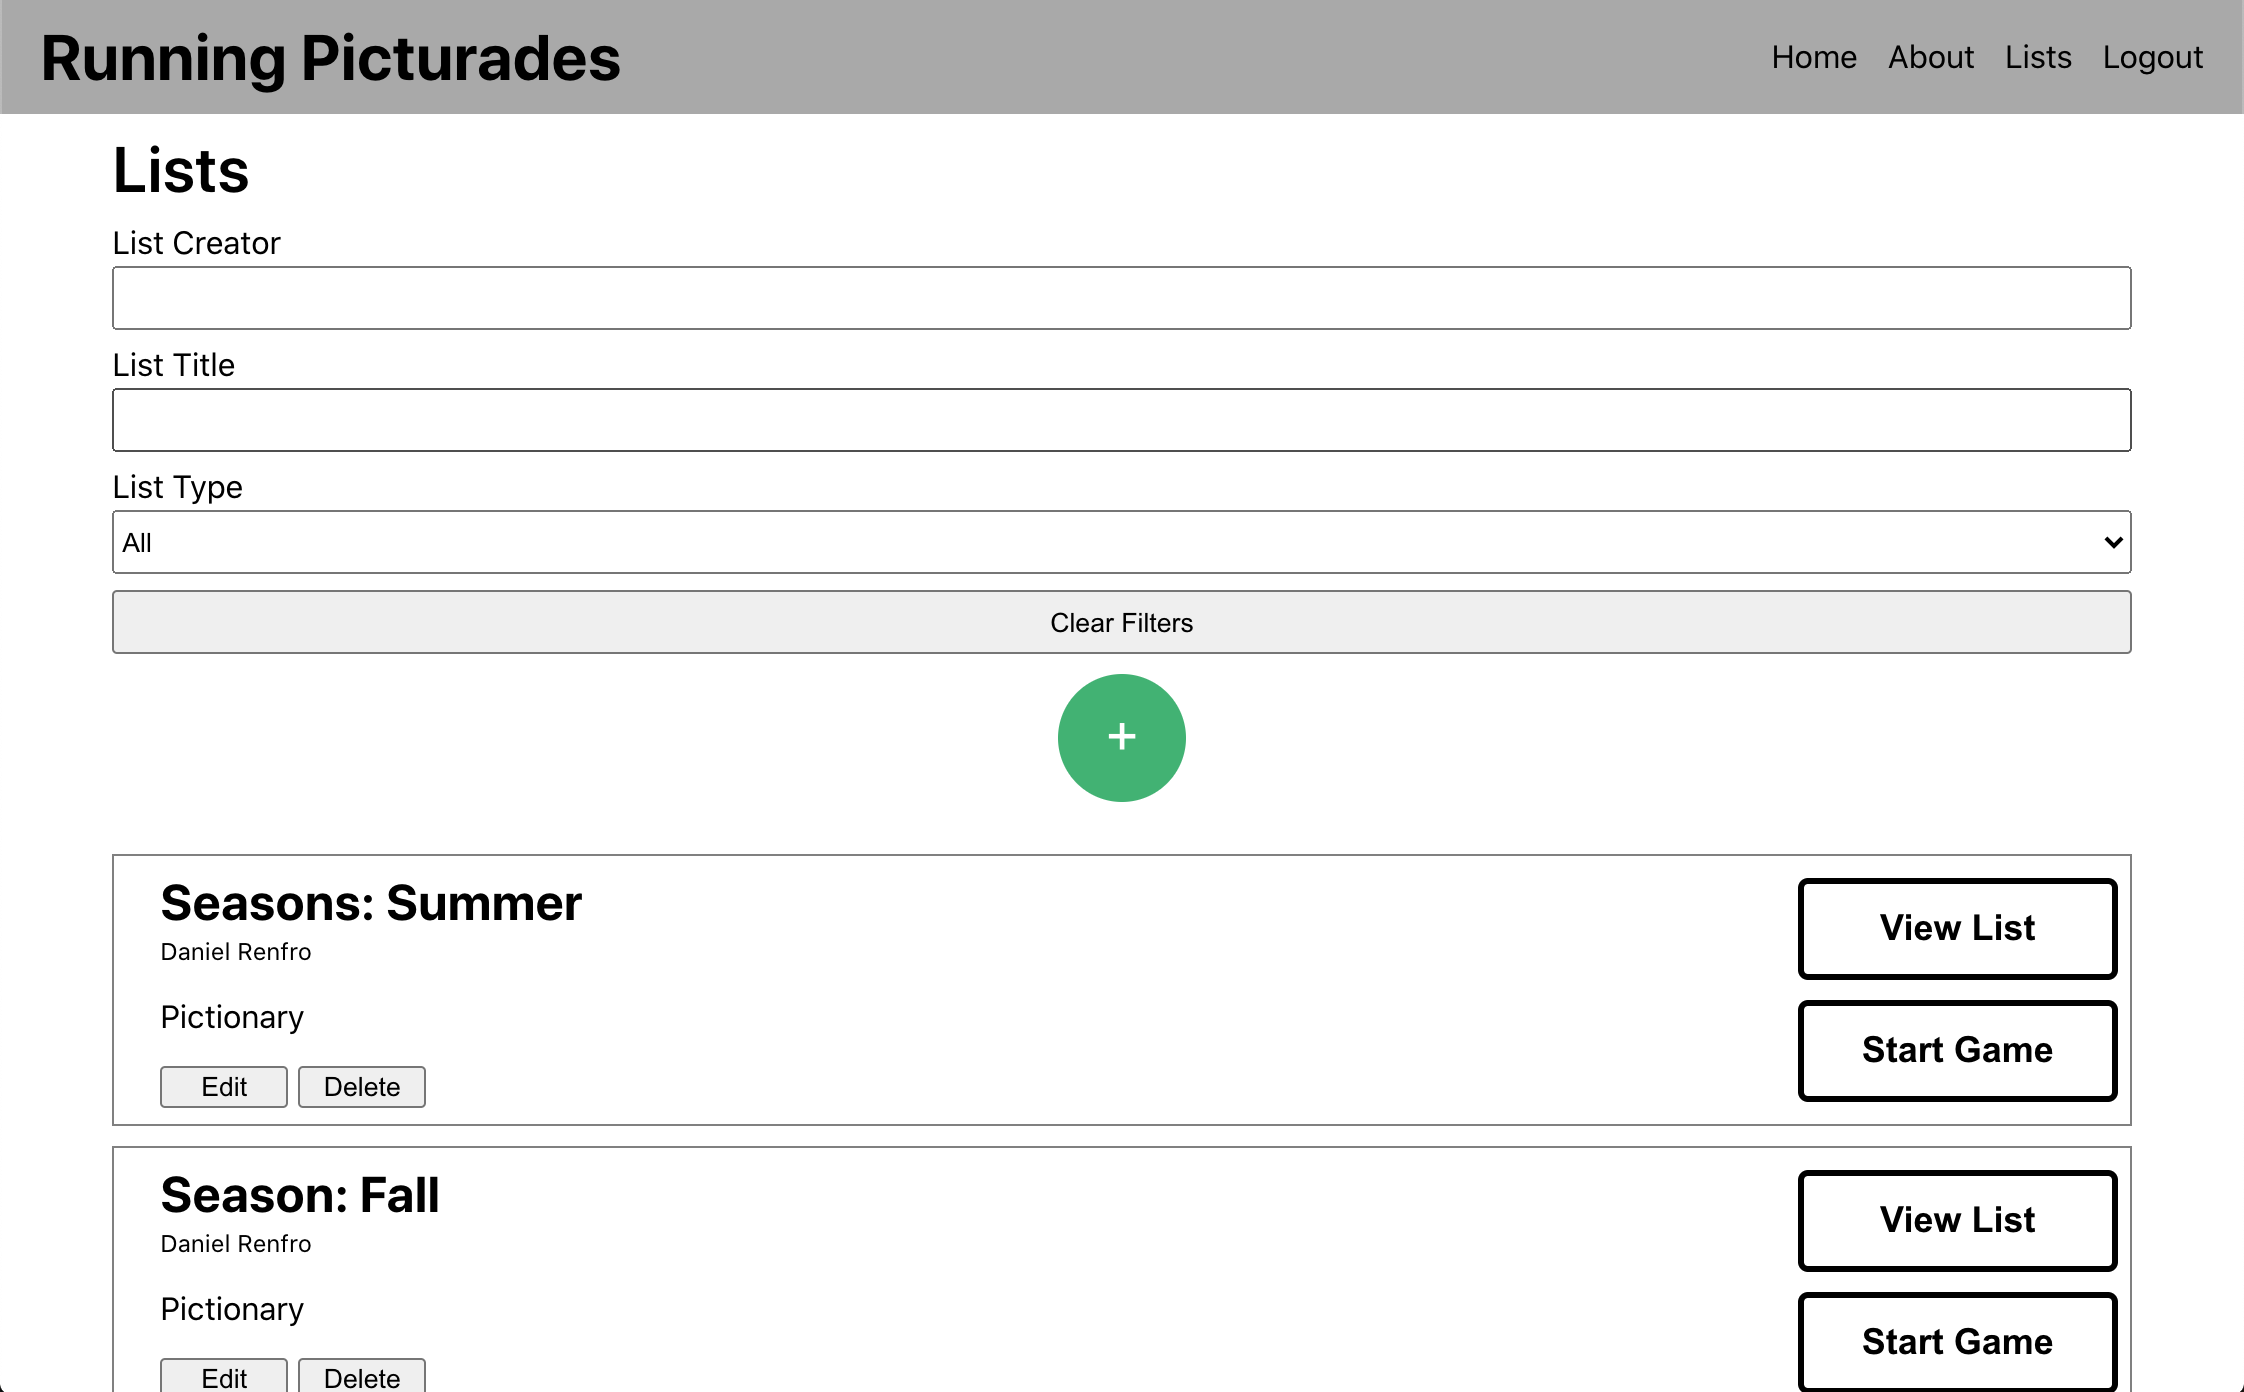 Running Picturades
Home About Lists Logout
Lists
List Creator
List Title
List Type
All
Clear Filters
+
Seasons: Summer
Daniel Renfro
Pictionary
Edit Delete
View List
Start Game
Season: Fall
Daniel Renfro
Pictionary
Edit Delete
View List
Start Game